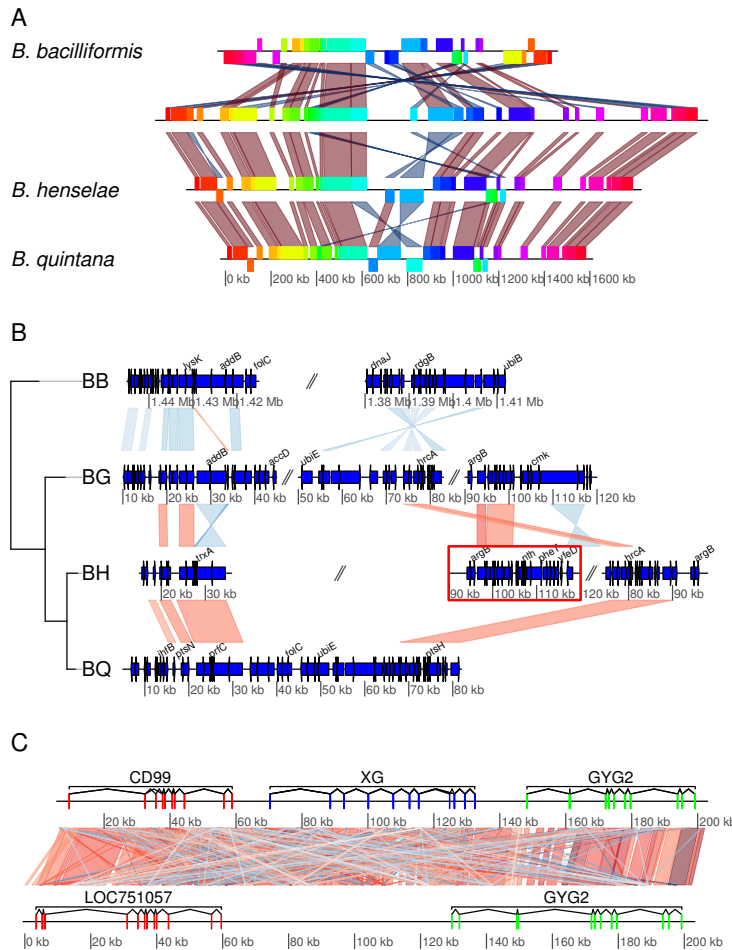 A
B. bacilliformis
B. henselae
B. quintana
0 kb 200 kb 400 kb 600 kb 800 kb 1000 kb 1200 kb 1400 kb 1600 kb
B
lysK addB folC dnaJ rdgB ubiB
BB //
1.44 Mb 1.43 Mb 1.42 Mb 1.38 Mb 1.39 Mb 1.4 Mb 1.41 Mb
addB accD ubiE hrcA argB cmk
BG // //
10 kb 20 kb 30 kb 40 kb 50 kb 60 kb 70 kb 80 kb 90 kb 100 kb 110 kb 120 kb
trxA argB nth pheT yfeD hrcA argB
BH // //
20 kb 30 kb 90 kb 100 kb 110 kb 120 kb 80 kb 90 kb
ihfB ptsN prfC folC ubiE ptsH
BQ
10 kb 20 kb 30 kb 40 kb 50 kb 60 kb 70 kb 80 kb
C
CD99 XG GYG2
20 kb 40 kb 60 kb 80 kb 100 kb 120 kb 140 kb 160 kb 180 kb 200 kb
LOC751057 GYG2
0 kb 20 kb 40 kb 60 kb 80 kb 100 kb 120 kb 140 kb 160 kb 180 kb 200 kb